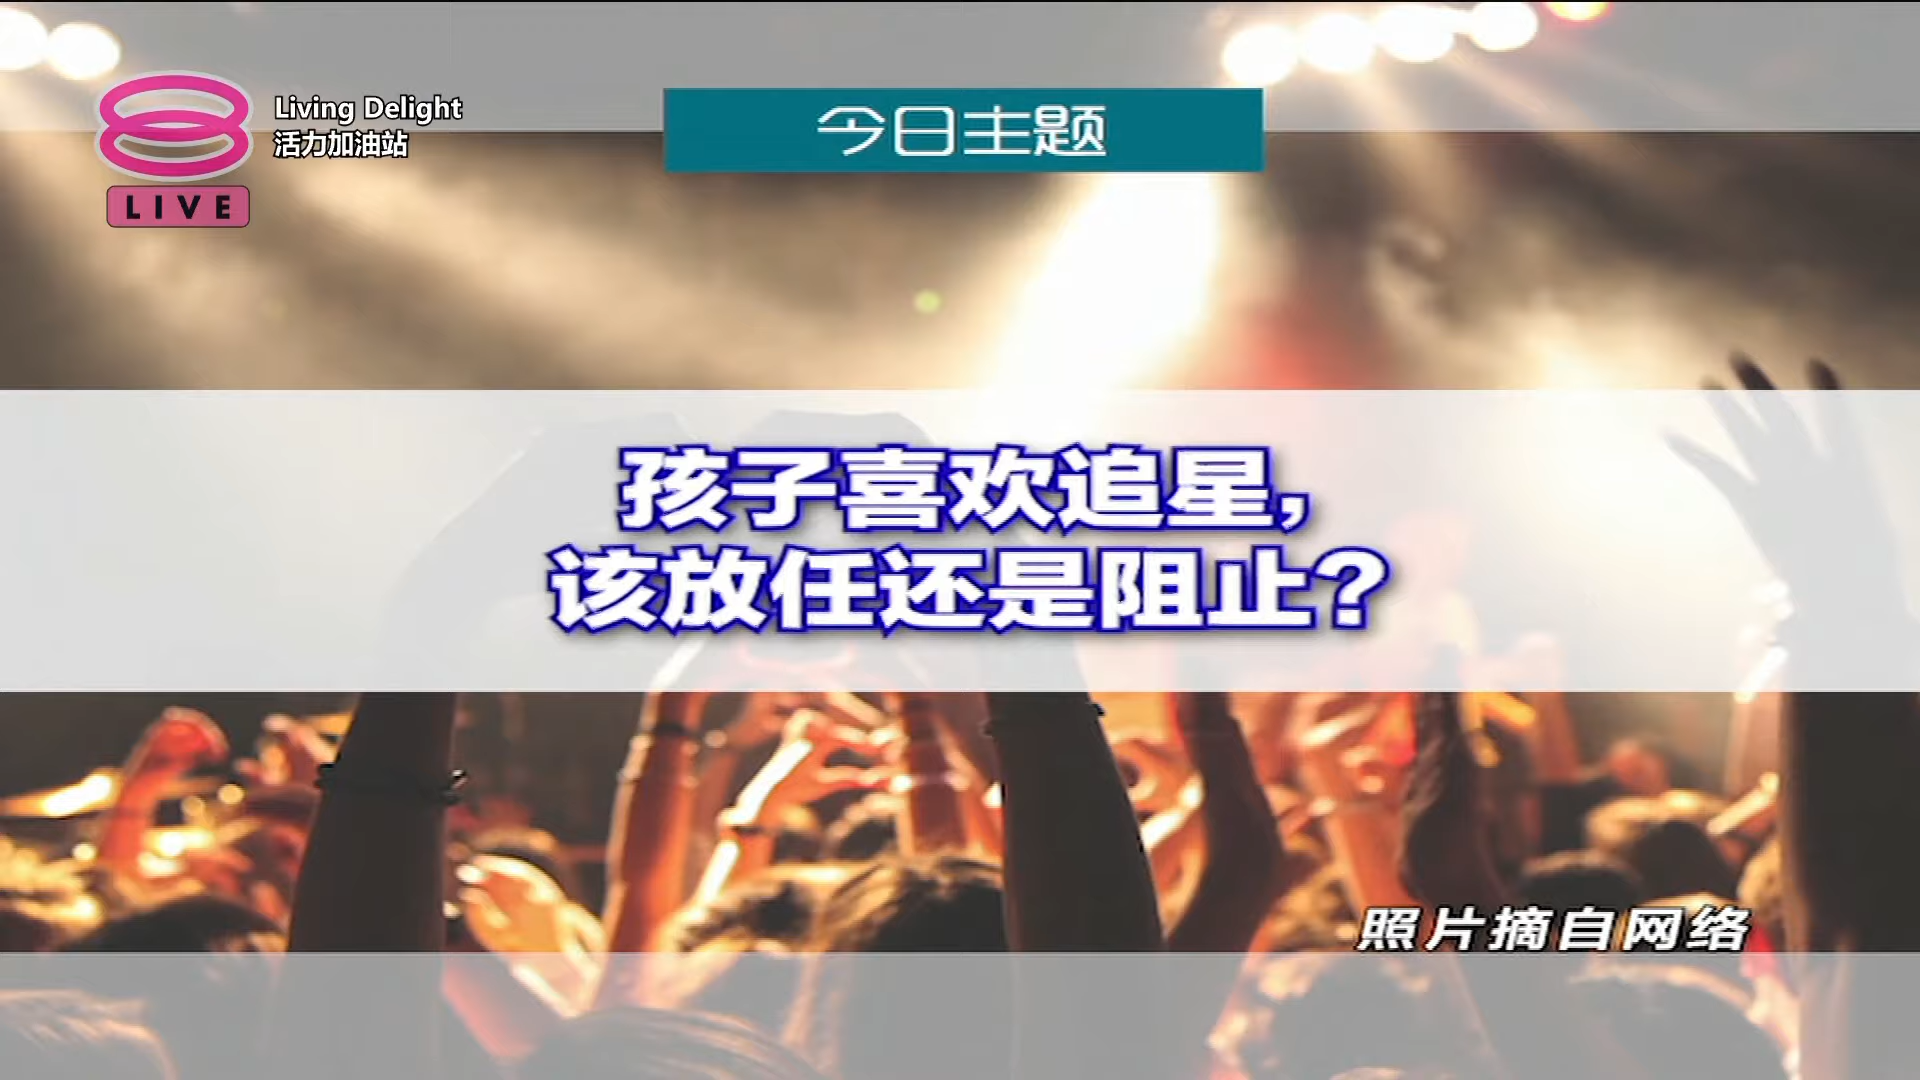 Living Delight
活力加油站
LIVE
今日主题
孩子喜欢追星，
该放任还是阻止？
照片摘自网络